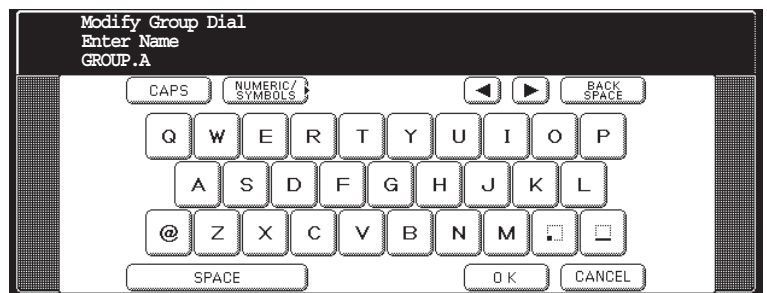 Modify Group Dial
Enter Name
GROUP.A
CAPS NUMERIC/ SYMBOLS ◀ ▶ BACK SPACE
Q W E R T Y U I O P
A S D F G H J K L
@ Z X C V B N M . _
SPACE OK CANCEL